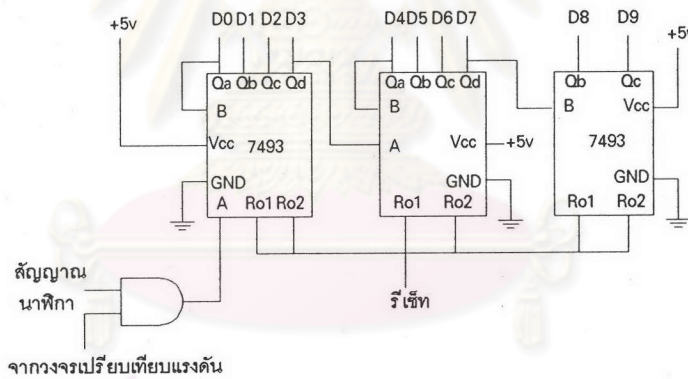 D0 D1 D2 D3
D4 D5 D6 D7
D8 D9
+5v
+5v
Qa Qb Qc Qd
Qa Qb Qc Qd
Qb Qc
B
B
B Vcc
Vcc 7493
A Vcc +5v
7493
GND
GND
GND
A Ro1 Ro2
Ro1 Ro2
Ro1 Ro2
สัญญาณ
นาฬิกา
รีเซ็ท
จากวงจรเปรียบเทียบแรงดัน